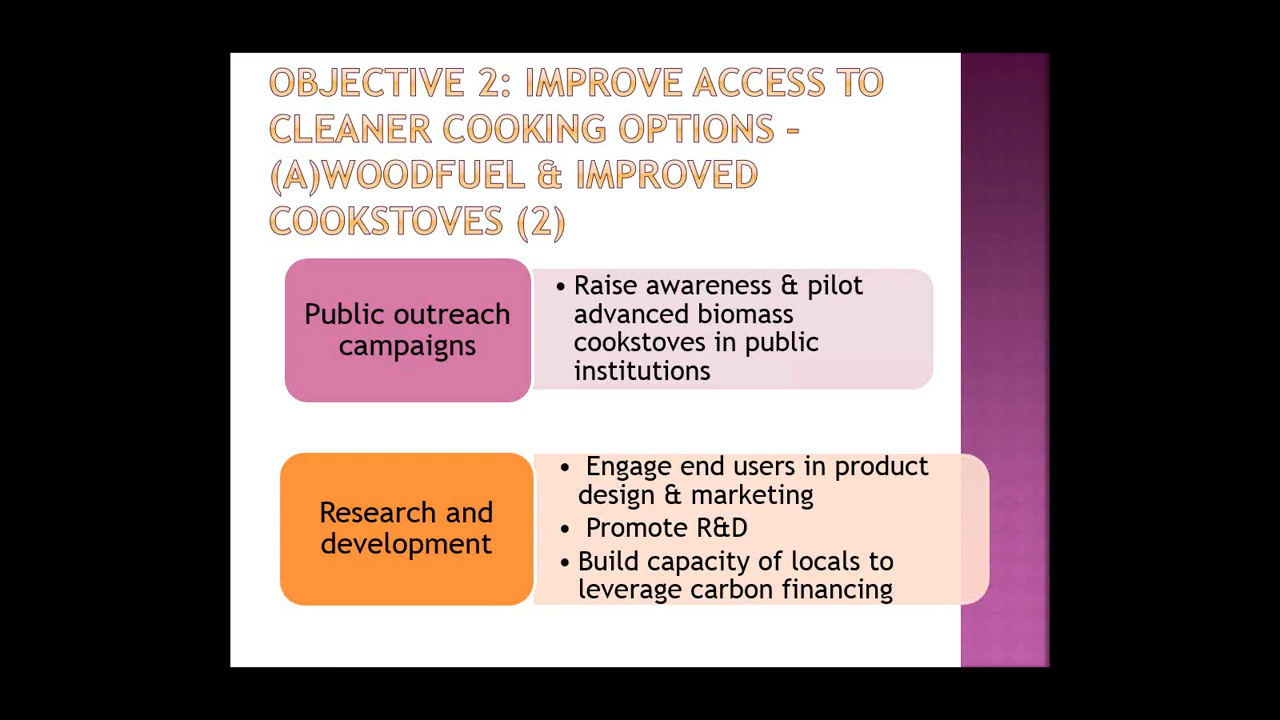 OBJECTIVE 2: IMPROVE ACCESS TO
CLEANER COOKING OPTIONS –
(A)WOODFUEL & IMPROVED
COOKSTOVES (2)
Public outreach
campaigns
• Raise awareness & pilot
advanced biomass
cookstoves in public
institutions
Research and
development
• Engage end users in product
design & marketing
• Promote R&D
• Build capacity of locals to
leverage carbon financing